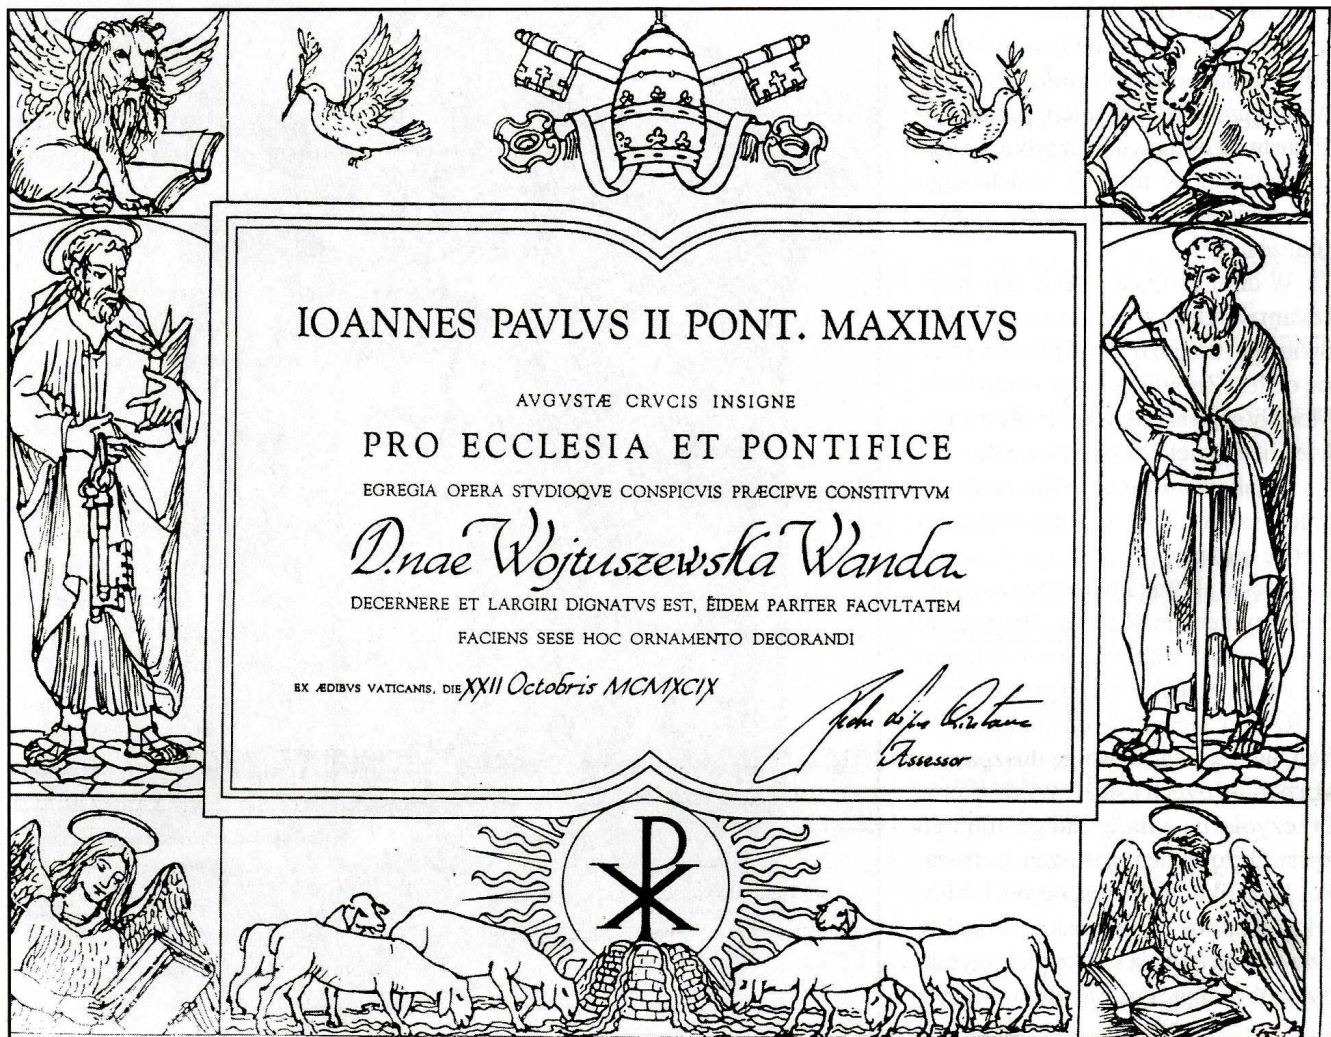 IOANNES PAVLVS II PONT. MAXIMVS
AVGVSTÆ CRVCIS INSIGNE
PRO ECCLESIA ET PONTIFICE
EGREGIA OPERA STVDIOQVE CONSPICVIS PRÆCIPVE CONSTITVTVM
D.nae Wojtuszewska Wanda
DECERNERE ET LARGIRI DIGNATVS EST, EIDEM PARITER FACVLTATEM
FACIENS SESE HOC ORNAMENTO DECORANDI
EX ÆDIBVS VATICANIS, DIE XXII Octobris MCMXCIX
Assessor